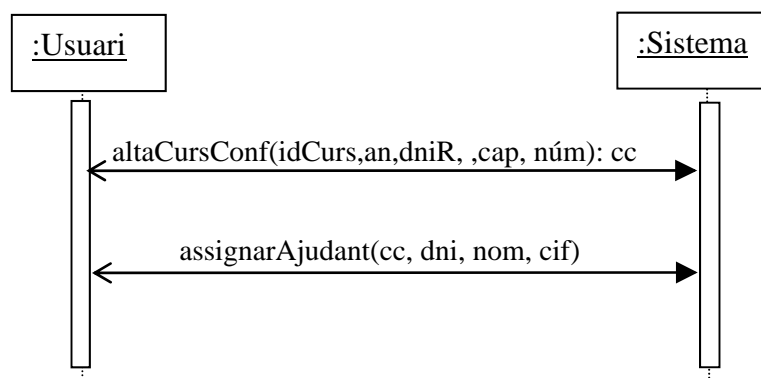 :Usuari
:Sistema
altaCursConf(idCurs,an,dniR, ,cap, núm): cc
assignarAjudant(cc, dni, nom, cif)